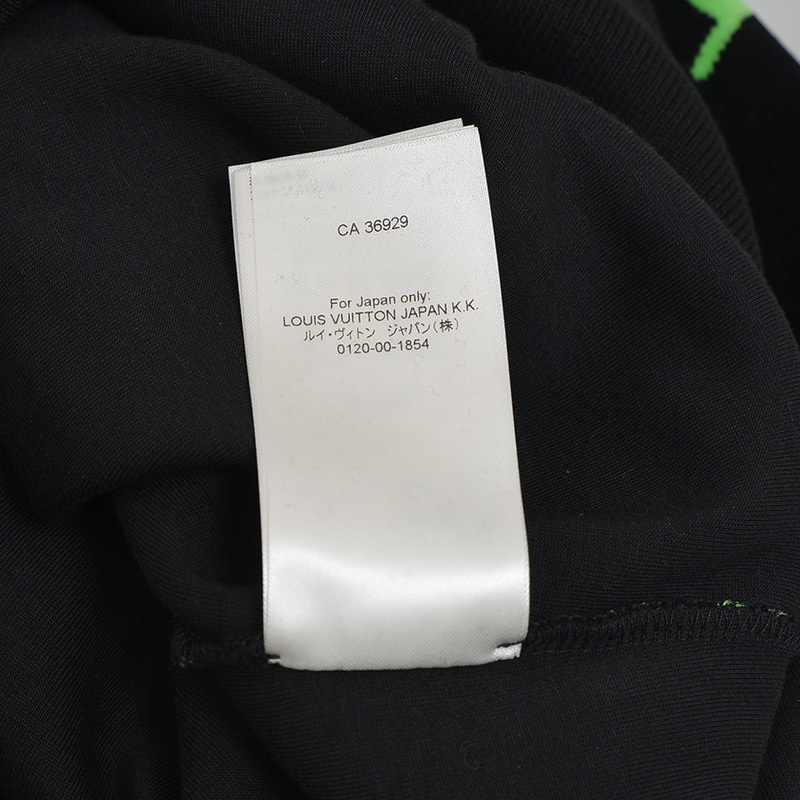 CA 36929
For Japan only:
LOUIS VUITTON JAPAN K.K.
ルイ・ヴィトン ジャパン(株)
0120-00-1854